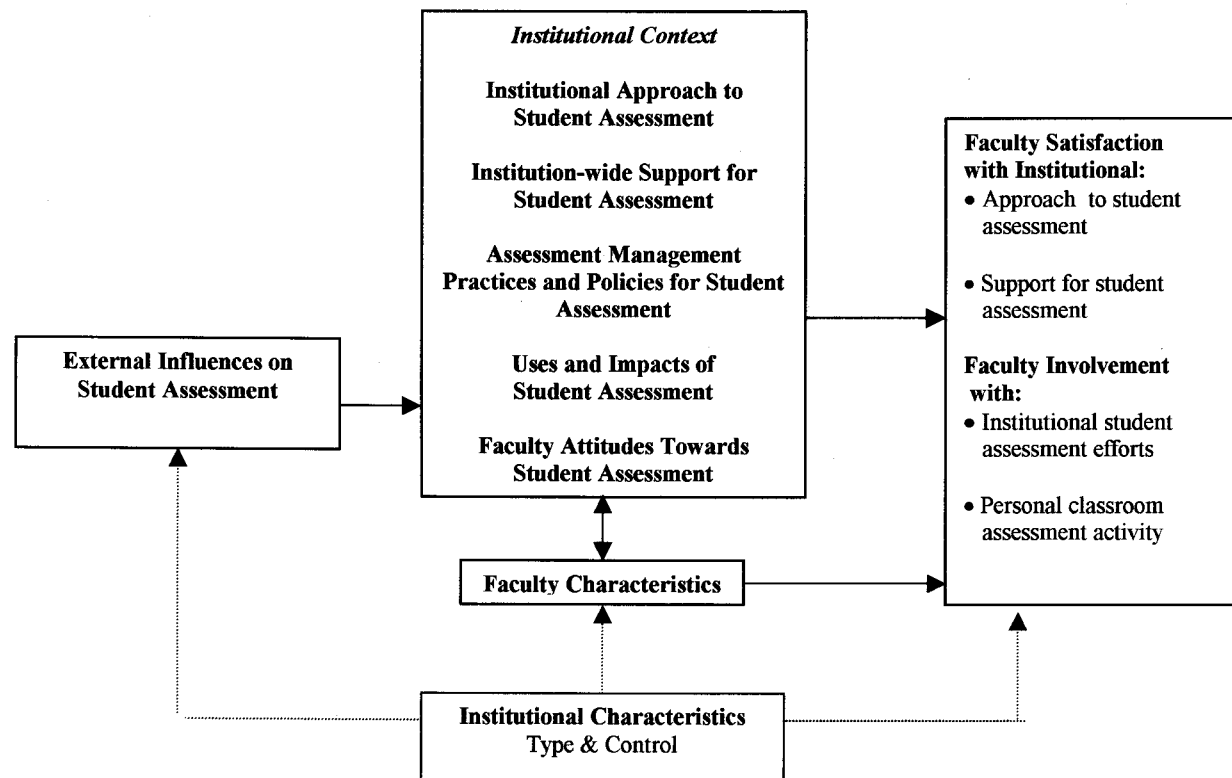 Institutional Context
Institutional Approach to
Student Assessment
Institution-wide Support for
Student Assessment
Assessment Management
Practices and Policies for Student
Assessment
Uses and Impacts of
Student Assessment
Faculty Attitudes Towards
Student Assessment
External Influences on
Student Assessment
Faculty Characteristics
Faculty Satisfaction
with Institutional:
• Approach to student
assessment
• Support for student
assessment
Faculty Involvement
with:
• Institutional student
assessment efforts
• Personal classroom
assessment activity
Institutional Characteristics
Type & Control